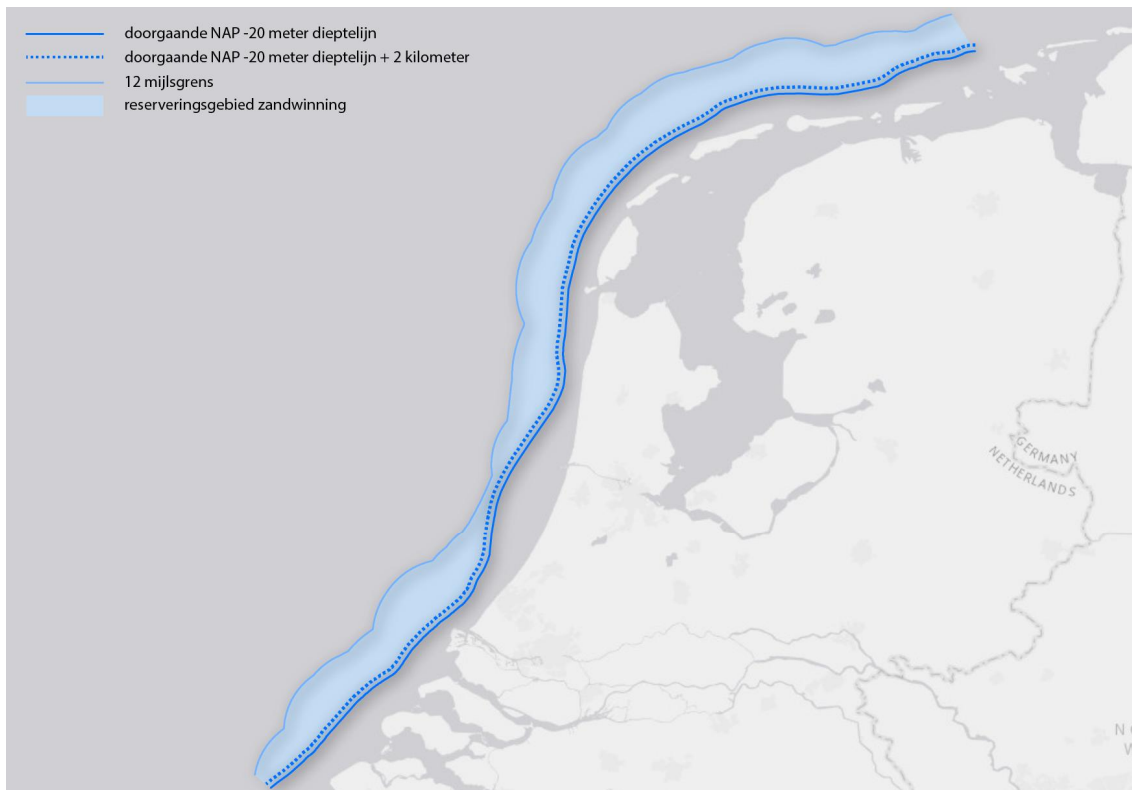 doorgaande NAP -20 meter dieptelijn
doorgaande NAP -20 meter dieptelijn + 2 kilometer
12 mijlsgrens
reserveringsgebied zandwinning
GERMANY
NETHERLANDS
N